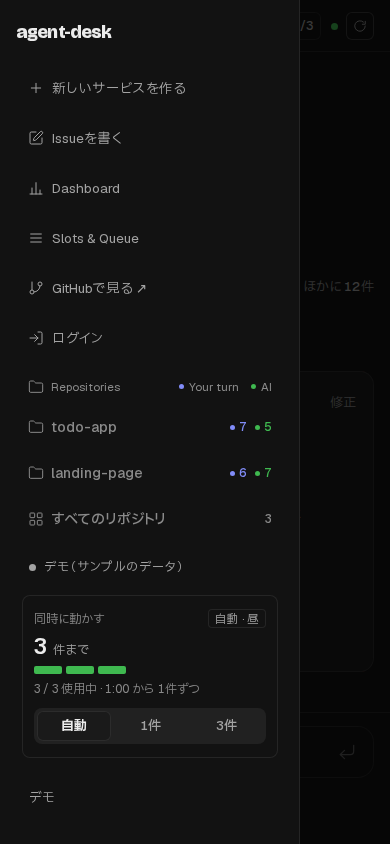 agent-desk
/3
新しいサービスを作る
Issueを書く
Dashboard
Slots & Queue
GitHubで見る ↗
ほかに12件
ログイン
Repositories Your turn AI
修正
todo-app 7 5
landing-page 6 7
すべてのリポジトリ 3
デモ（サンプルのデータ）
同時に動かす 自動 · 昼
3 件まで
3 / 3 使用中 · 1:00 から 1件ずつ
自動 1件 3件
デモ